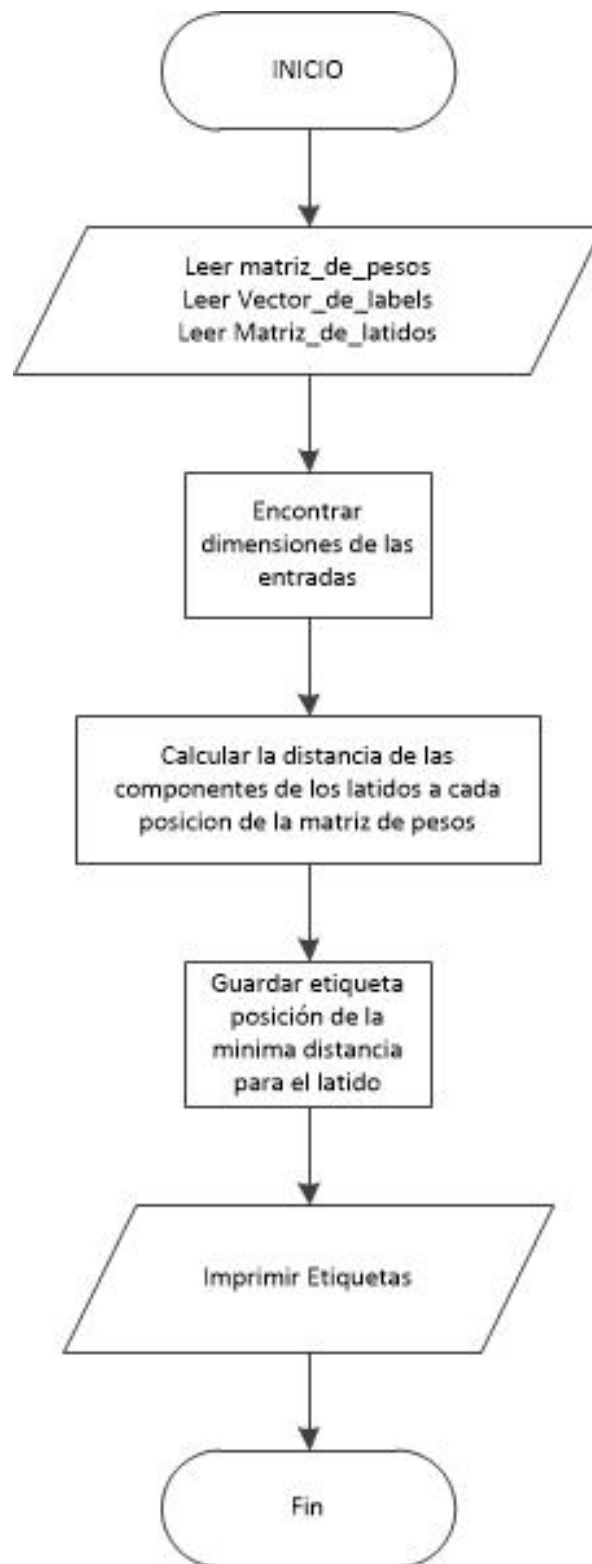 INICIO
Leer matriz_de_pesos
Leer Vector_de_labels
Leer Matriz_de_latidos
Encontrar
dimensiones de las
entradas
Calcular la distancia de las
componentes de los latidos a cada
posicion de la matriz de pesos
Guardar etiqueta
posición de la
minima distancia
para el latido
Imprimir Etiquetas
Fin